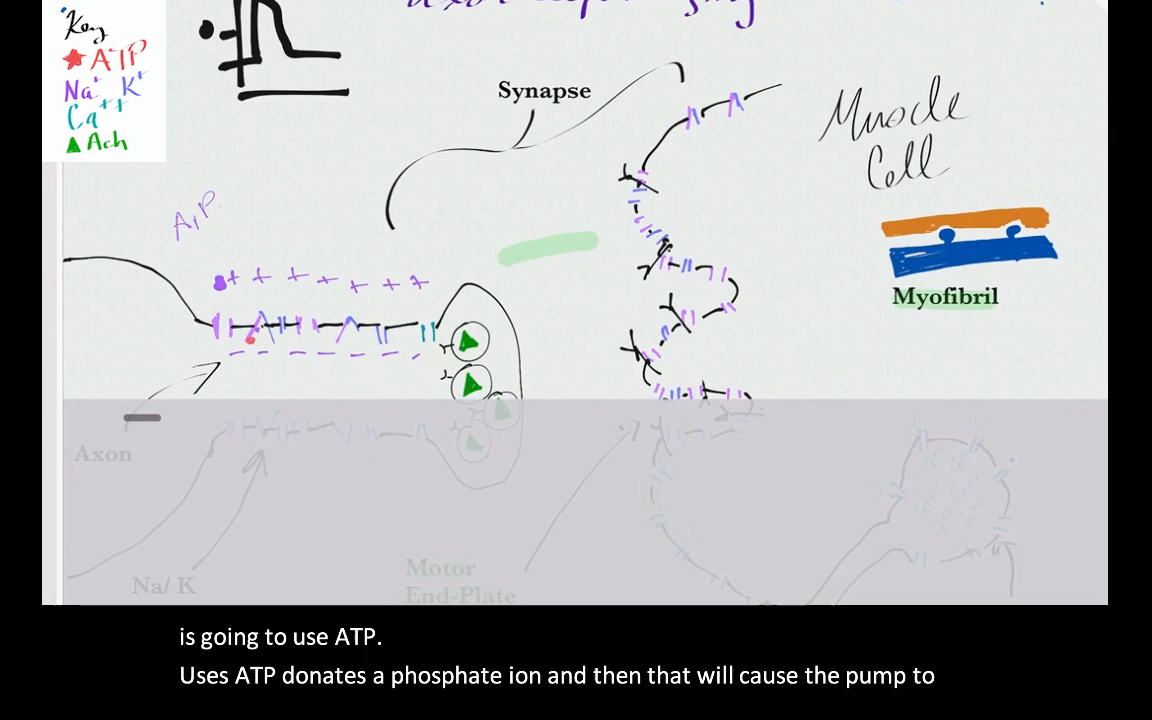 Key
ATP
Na⁺ K⁺
Ca⁺⁺
Ach
Synapse
Muscle
Cell
Myofibril
Axon
Na/ K
Motor
End-Plate
is going to use ATP.
Uses ATP donates a phosphate ion and then that will cause the pump to